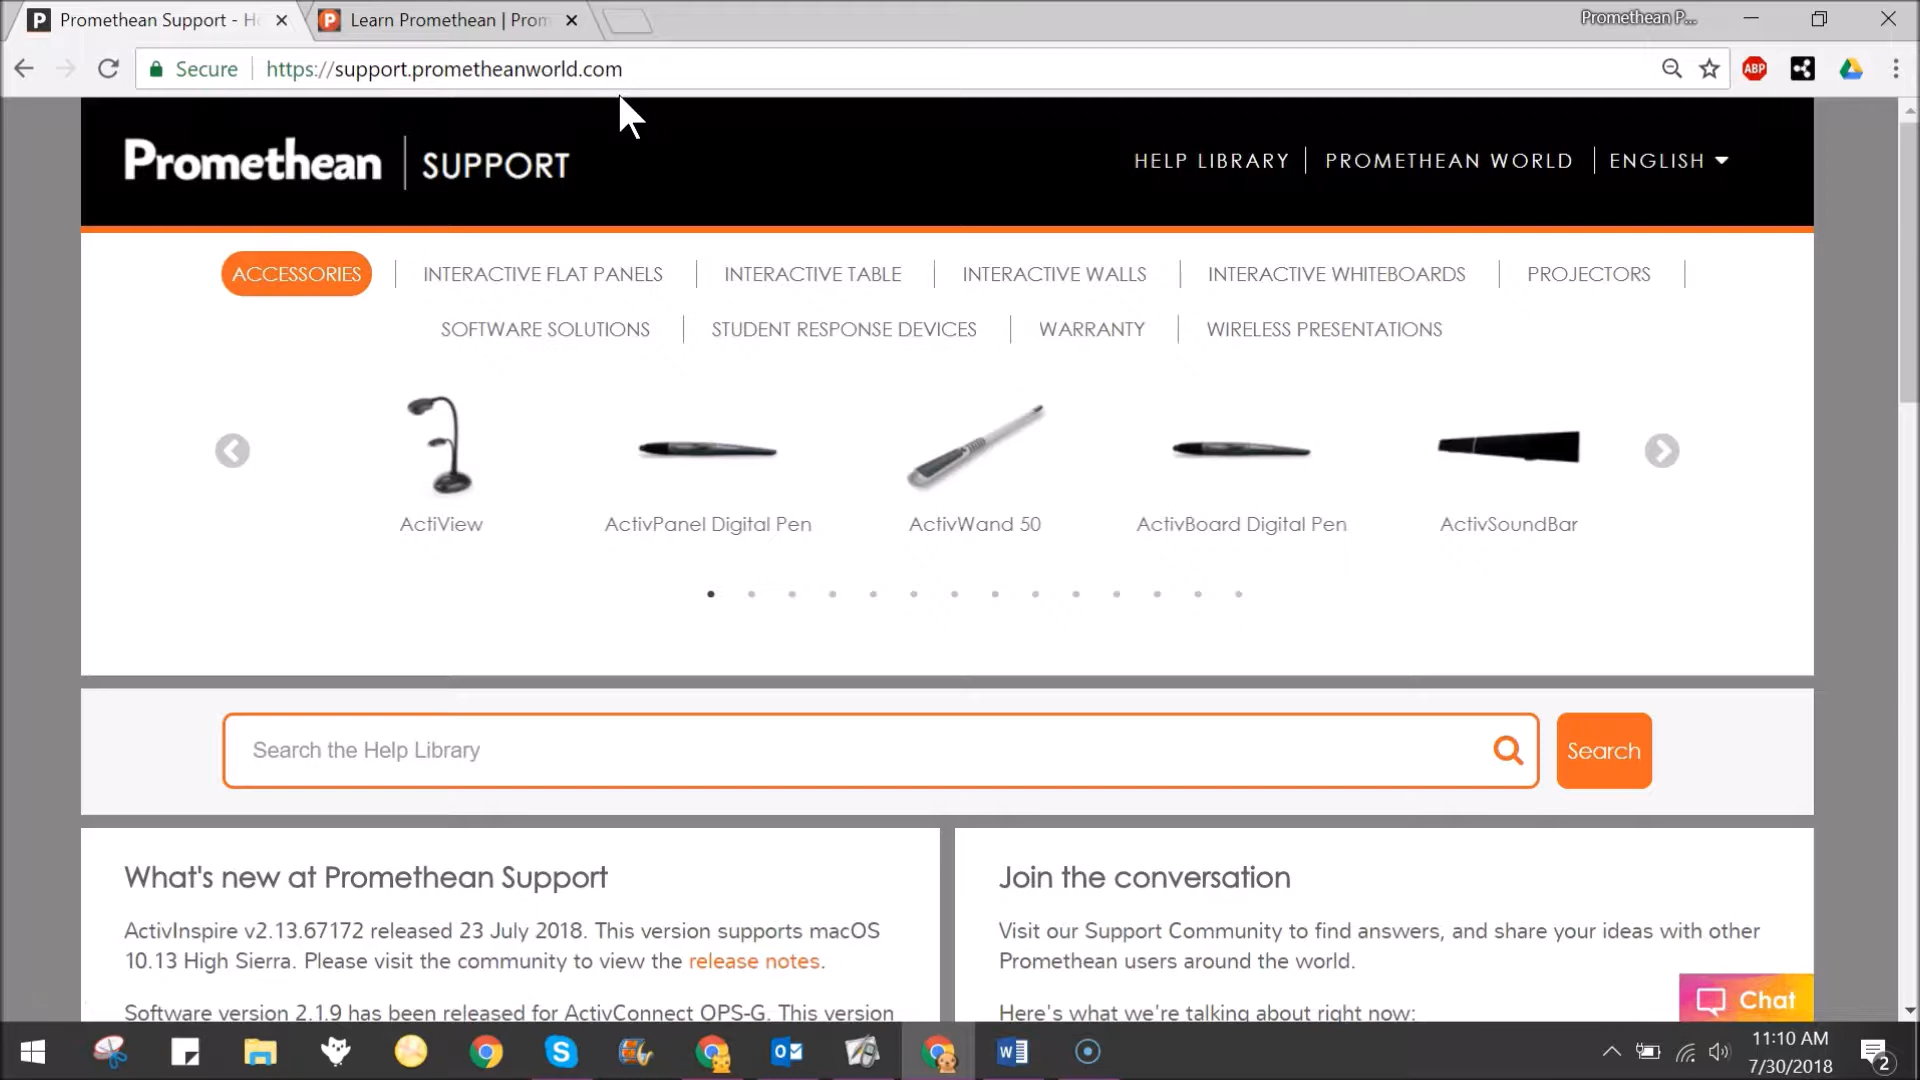 Promethean Support - H
Learn Promethean | Prom
Promethean P...
Secure
https://support.prometheanworld.com
ABP
Promethean | SUPPORT
HELP LIBRARY
PROMETHEAN WORLD
ENGLISH
ACCESSORIES
INTERACTIVE FLAT PANELS
INTERACTIVE TABLE
INTERACTIVE WALLS
INTERACTIVE WHITEBOARDS
PROJECTORS
SOFTWARE SOLUTIONS
STUDENT RESPONSE DEVICES
WARRANTY
WIRELESS PRESENTATIONS
ActiView
ActivPanel Digital Pen
ActivWand 50
ActivBoard Digital Pen
ActivSoundBar
Search the Help Library
Search
What's new at Promethean Support
ActivInspire v2.13.67172 released 23 July 2018. This version supports macOS
10.13 High Sierra. Please visit the community to view the release notes.
Software version 2.1.9 has been released for ActivConnect OPS-G. This version
Join the conversation
Visit our Support Community to find answers, and share your ideas with other
Promethean users around the world.
Here's what we're talking about right now:
Chat
11:10 AM
7/30/2018
2